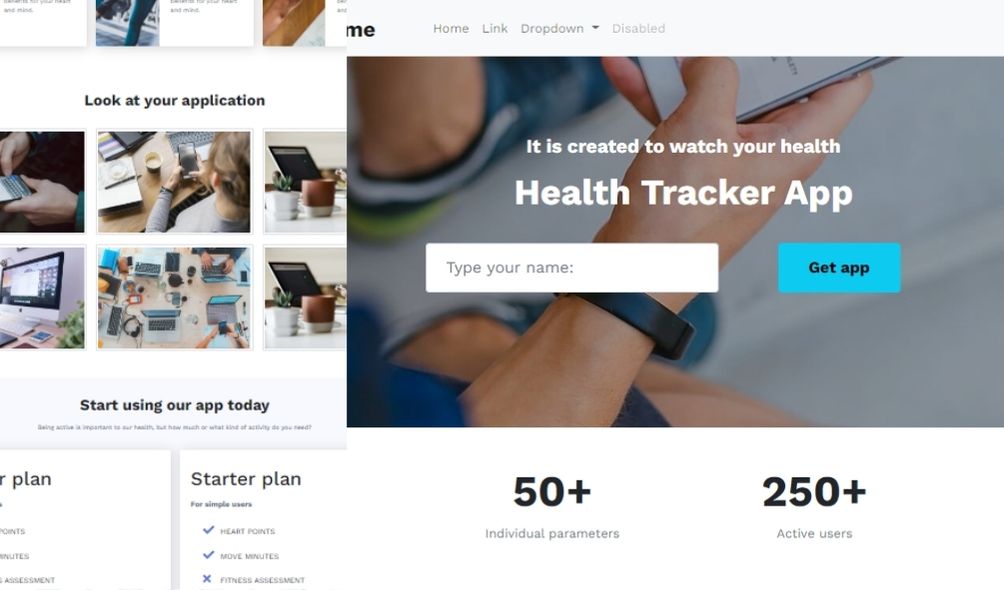 benefits for your heart
and mind.
benefits for your heart
and mind.
Look at your application
Start using our app today
Being active is important to our health, but how much or what kind of activity do you need?
r plan
Starter plan
For simple users
POINTS
HEART POINTS
MINUTES
MOVE MINUTES
S ASSESSMENT
FITNESS ASSESSMENT
me
Home Link Dropdown Disabled
It is created to watch your health
Health Tracker App
Type your name:
Get app
50+
250+
Individual parameters
Active users